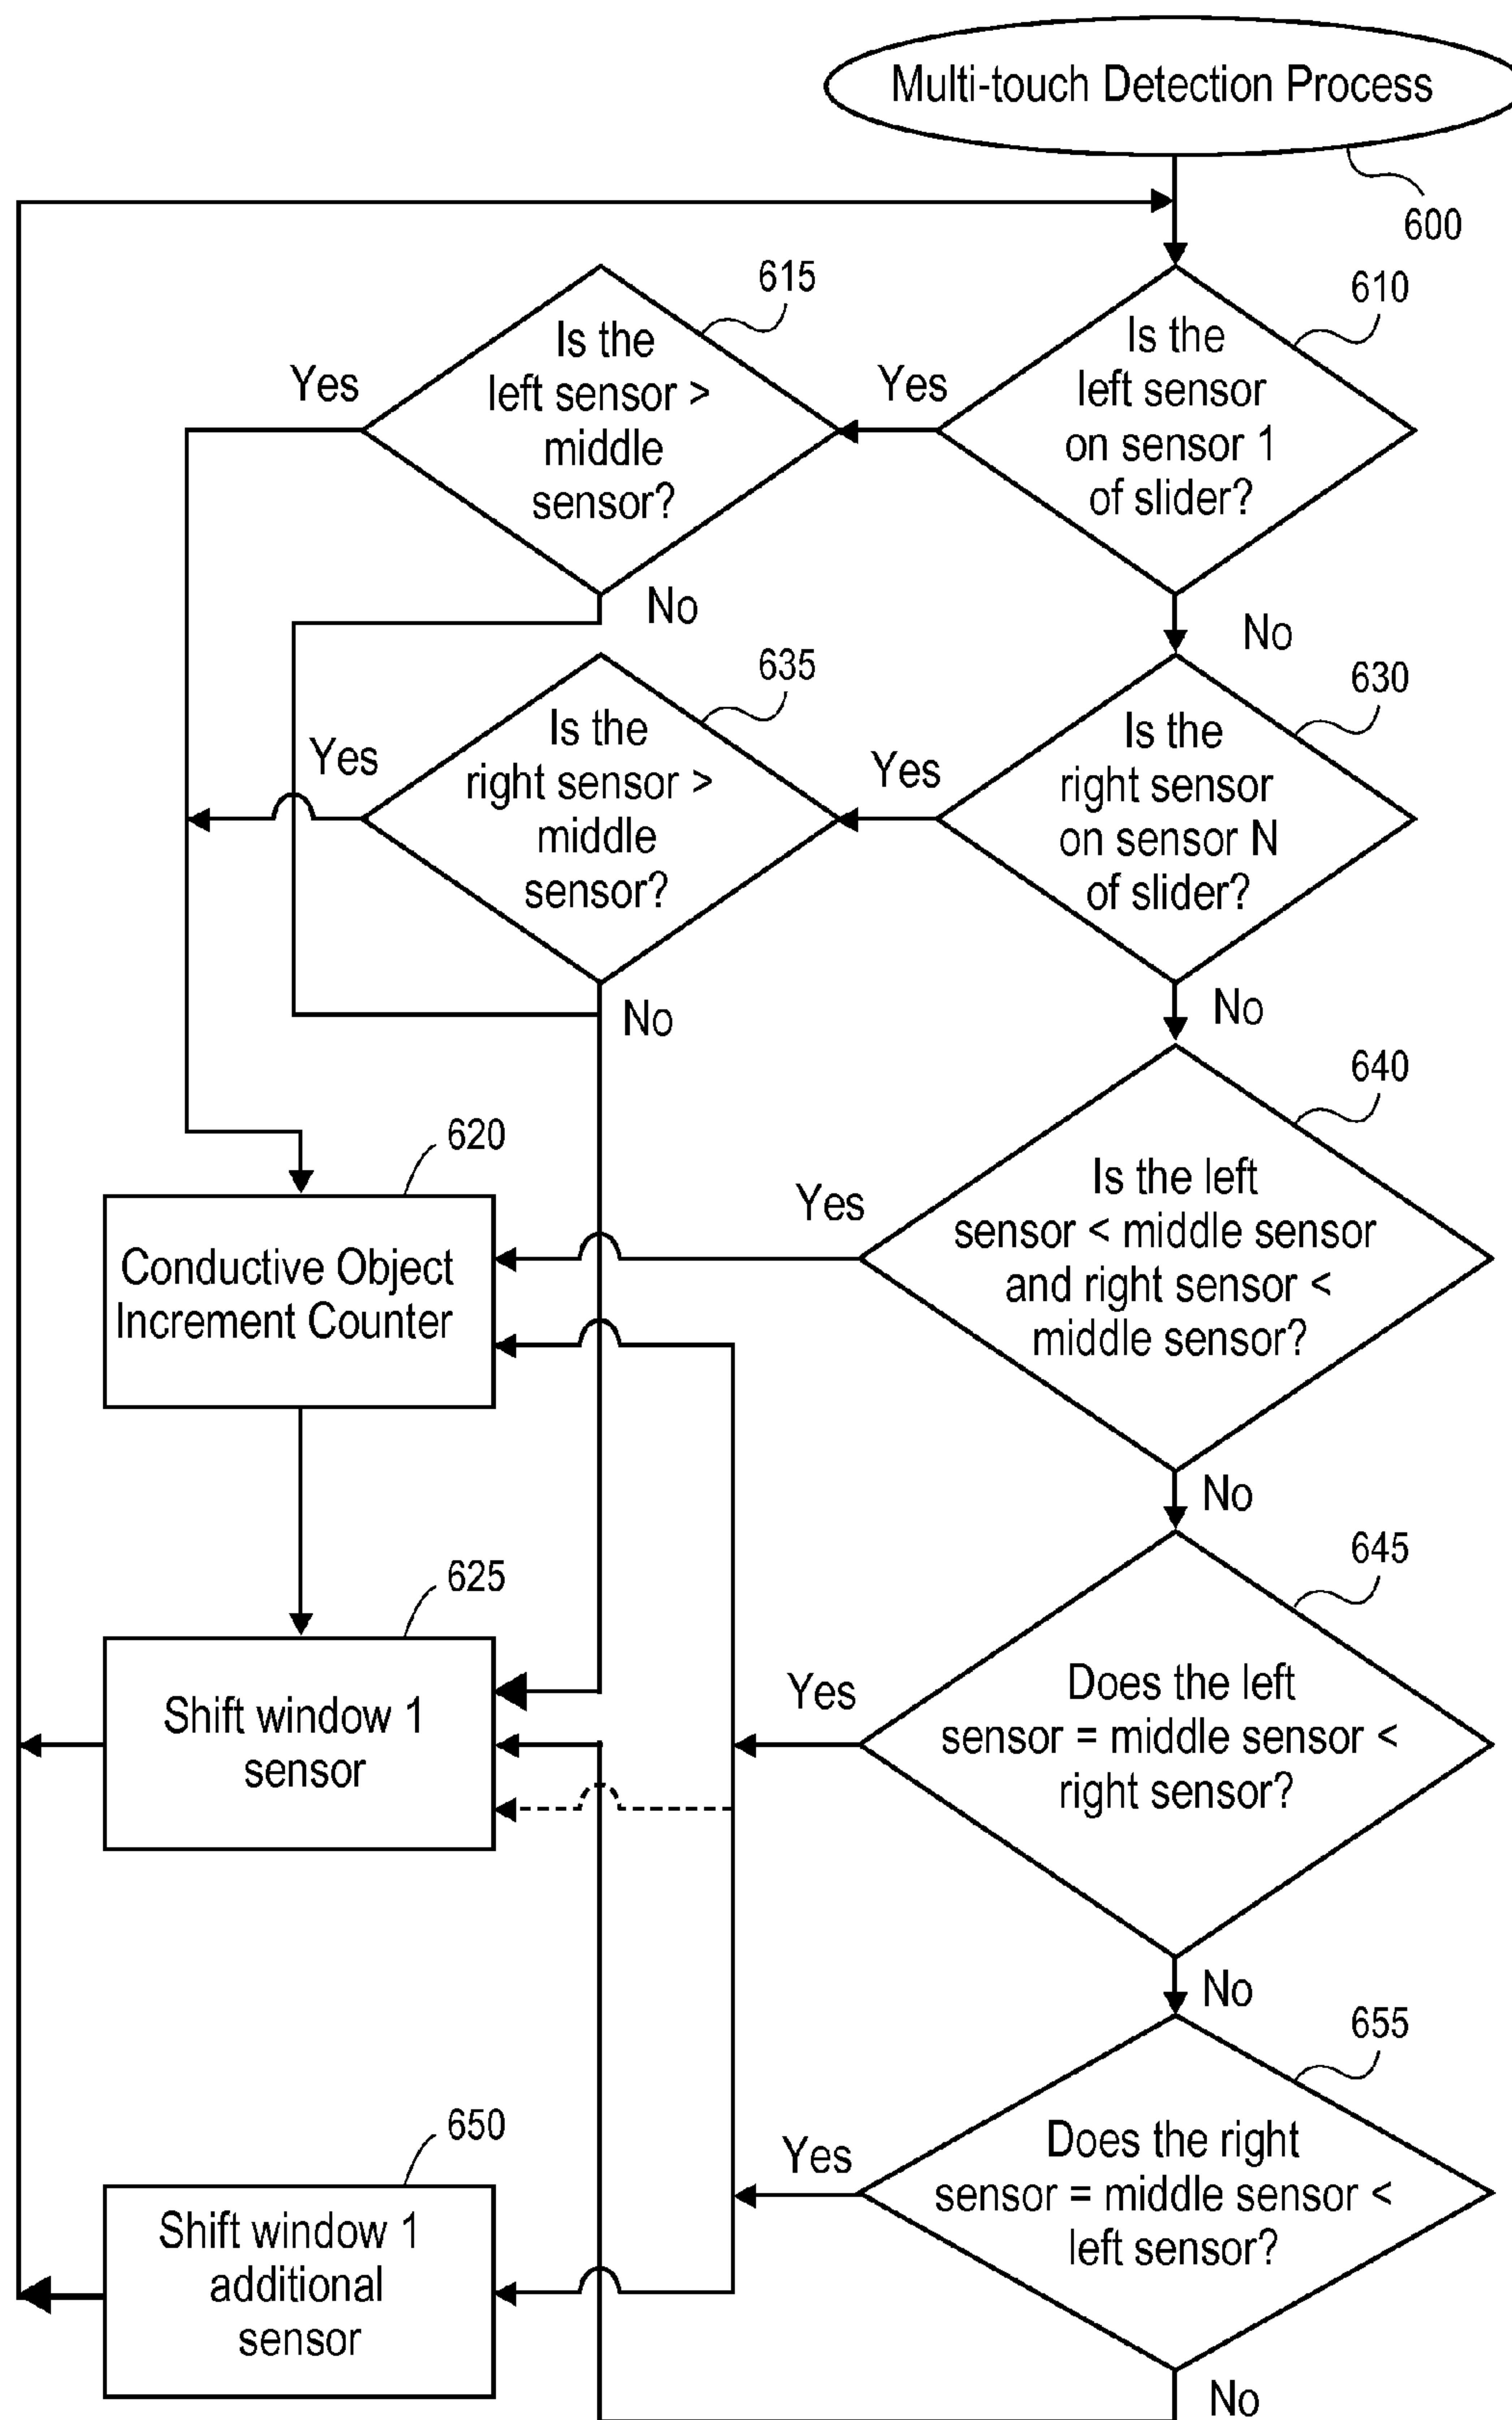 Multi-touch Detection Process
600
610
Is the
left sensor
on sensor 1
of slider?
Yes
No
615
Is the
left sensor >
middle
sensor?
Yes
No
630
Is the
right sensor
on sensor N
of slider?
Yes
No
635
Is the
right sensor >
middle
sensor?
Yes
No
640
Is the left
sensor < middle sensor
and right sensor <
middle sensor?
Yes
No
620
Conductive Object
Increment Counter
645
Does the left
sensor = middle sensor <
right sensor?
Yes
No
625
Shift window 1
sensor
655
Does the right
sensor = middle sensor <
left sensor?
Yes
No
650
Shift window 1
additional
sensor